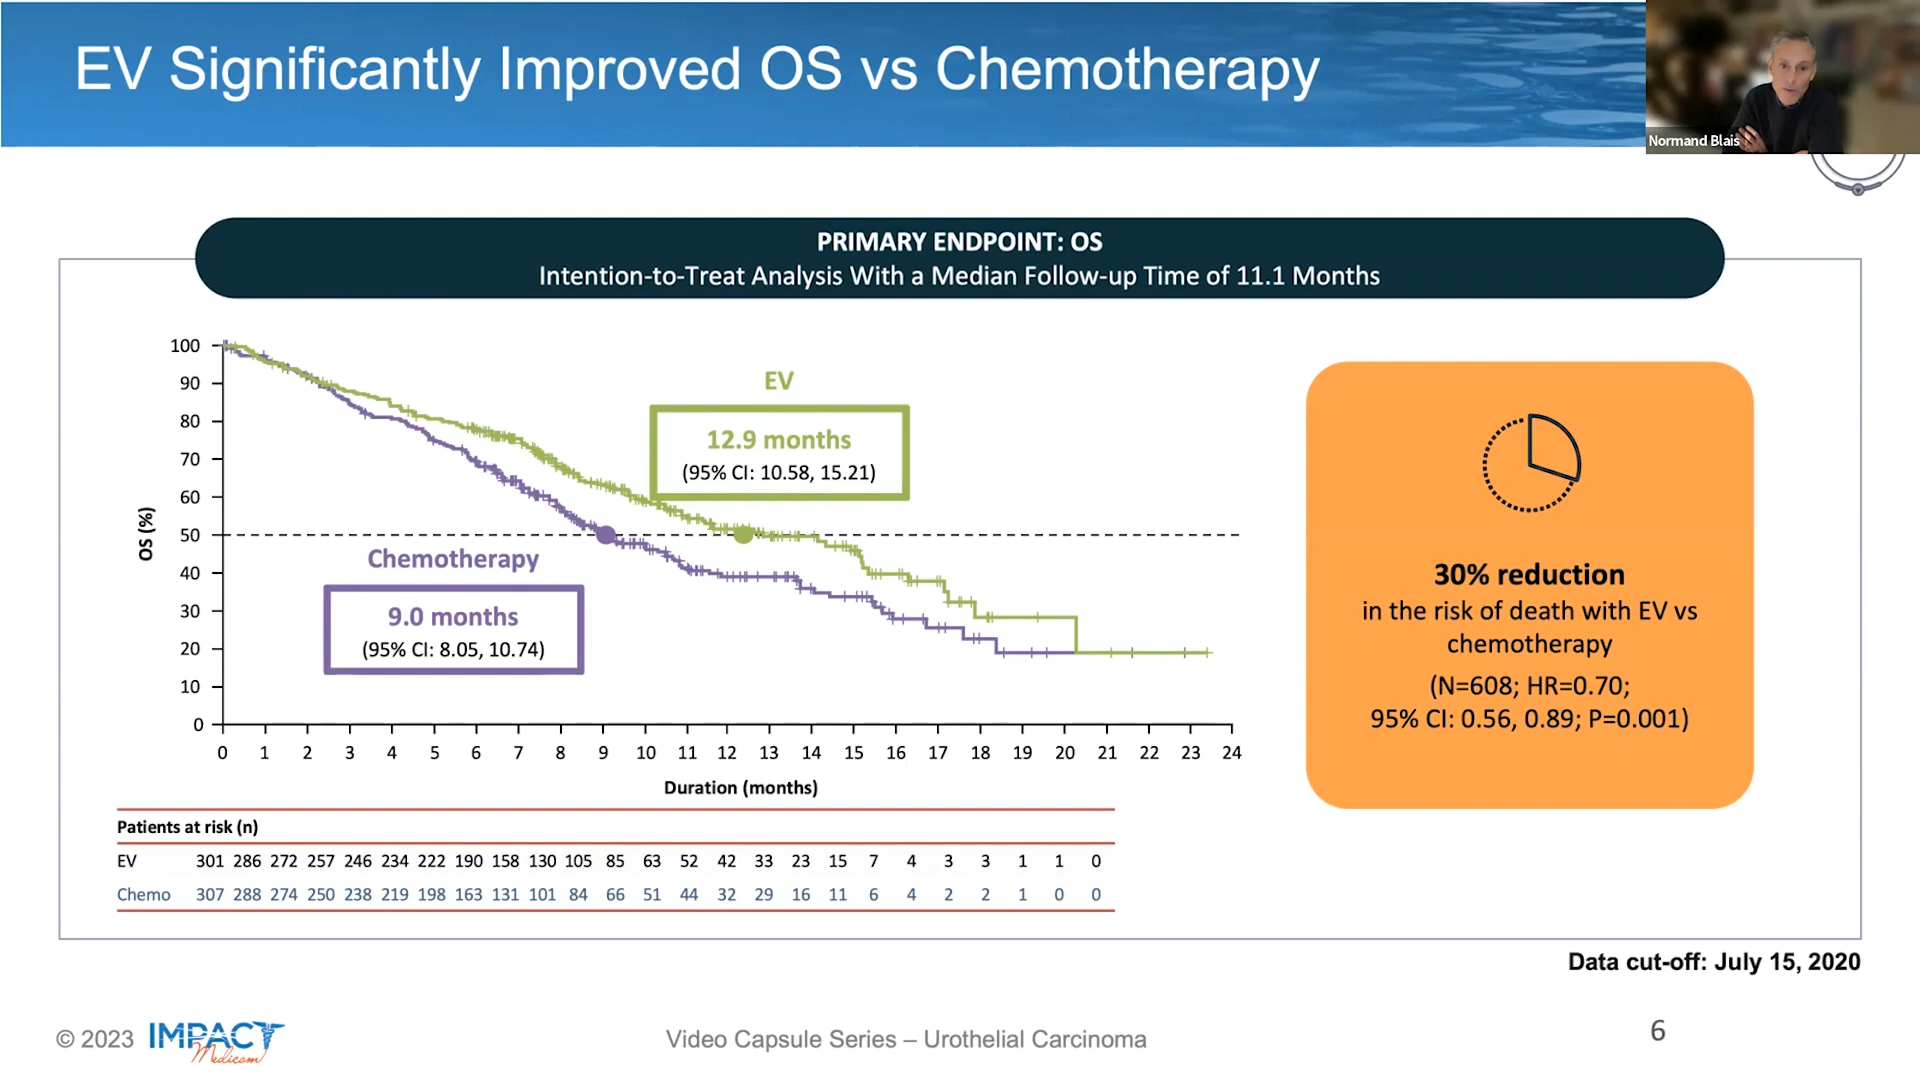 EV Significantly Improved OS vs Chemotherapy
Normand Blais
PRIMARY ENDPOINT: OS
Intention-to-Treat Analysis With a Median Follow-up Time of 11.1 Months
100
90
80
70
60
50
40
30
20
10
0
OS (%)
EV
12.9 months
(95% CI: 10.58, 15.21)
Chemotherapy
9.0 months
(95% CI: 8.05, 10.74)
0 1 2 3 4 5 6 7 8 9 10 11 12 13 14 15 16 17 18 19 20 21 22 23 24
Duration (months)
Patients at risk (n)
EV 301 286 272 257 246 234 222 190 158 130 105 85 63 52 42 33 23 15 7 4 3 3 1 1 0
Chemo 307 288 274 250 238 219 198 163 131 101 84 66 51 44 32 29 16 11 6 4 2 2 1 0 0
30% reduction
in the risk of death with EV vs
chemotherapy
(N=608; HR=0.70;
95% CI: 0.56, 0.89; P=0.001)
Data cut-off: July 15, 2020
© 2023 IMPACT
Medicom
Video Capsule Series – Urothelial Carcinoma
6